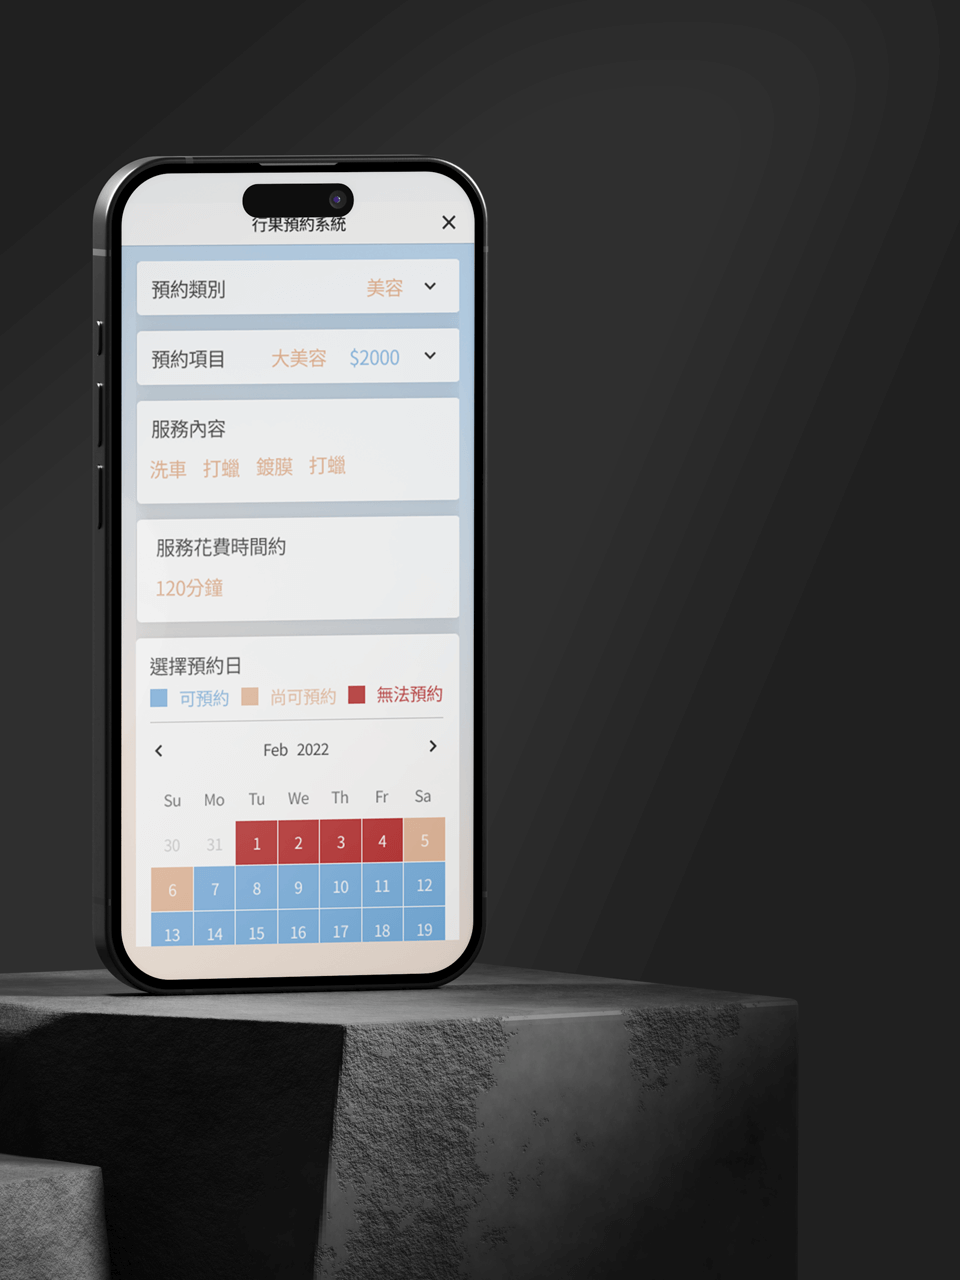 行果預約系統
預約類別 美容
預約項目 大美容 $2000
服務內容
洗車 打蠟 鍍膜 打蠟
服務花費時間約
120分鐘
選擇預約日
可預約 尚可預約 無法預約
Feb 2022
Su Mo Tu We Th Fr Sa
30 31 1 2 3 4 5
6 7 8 9 10 11 12
13 14 15 16 17 18 19